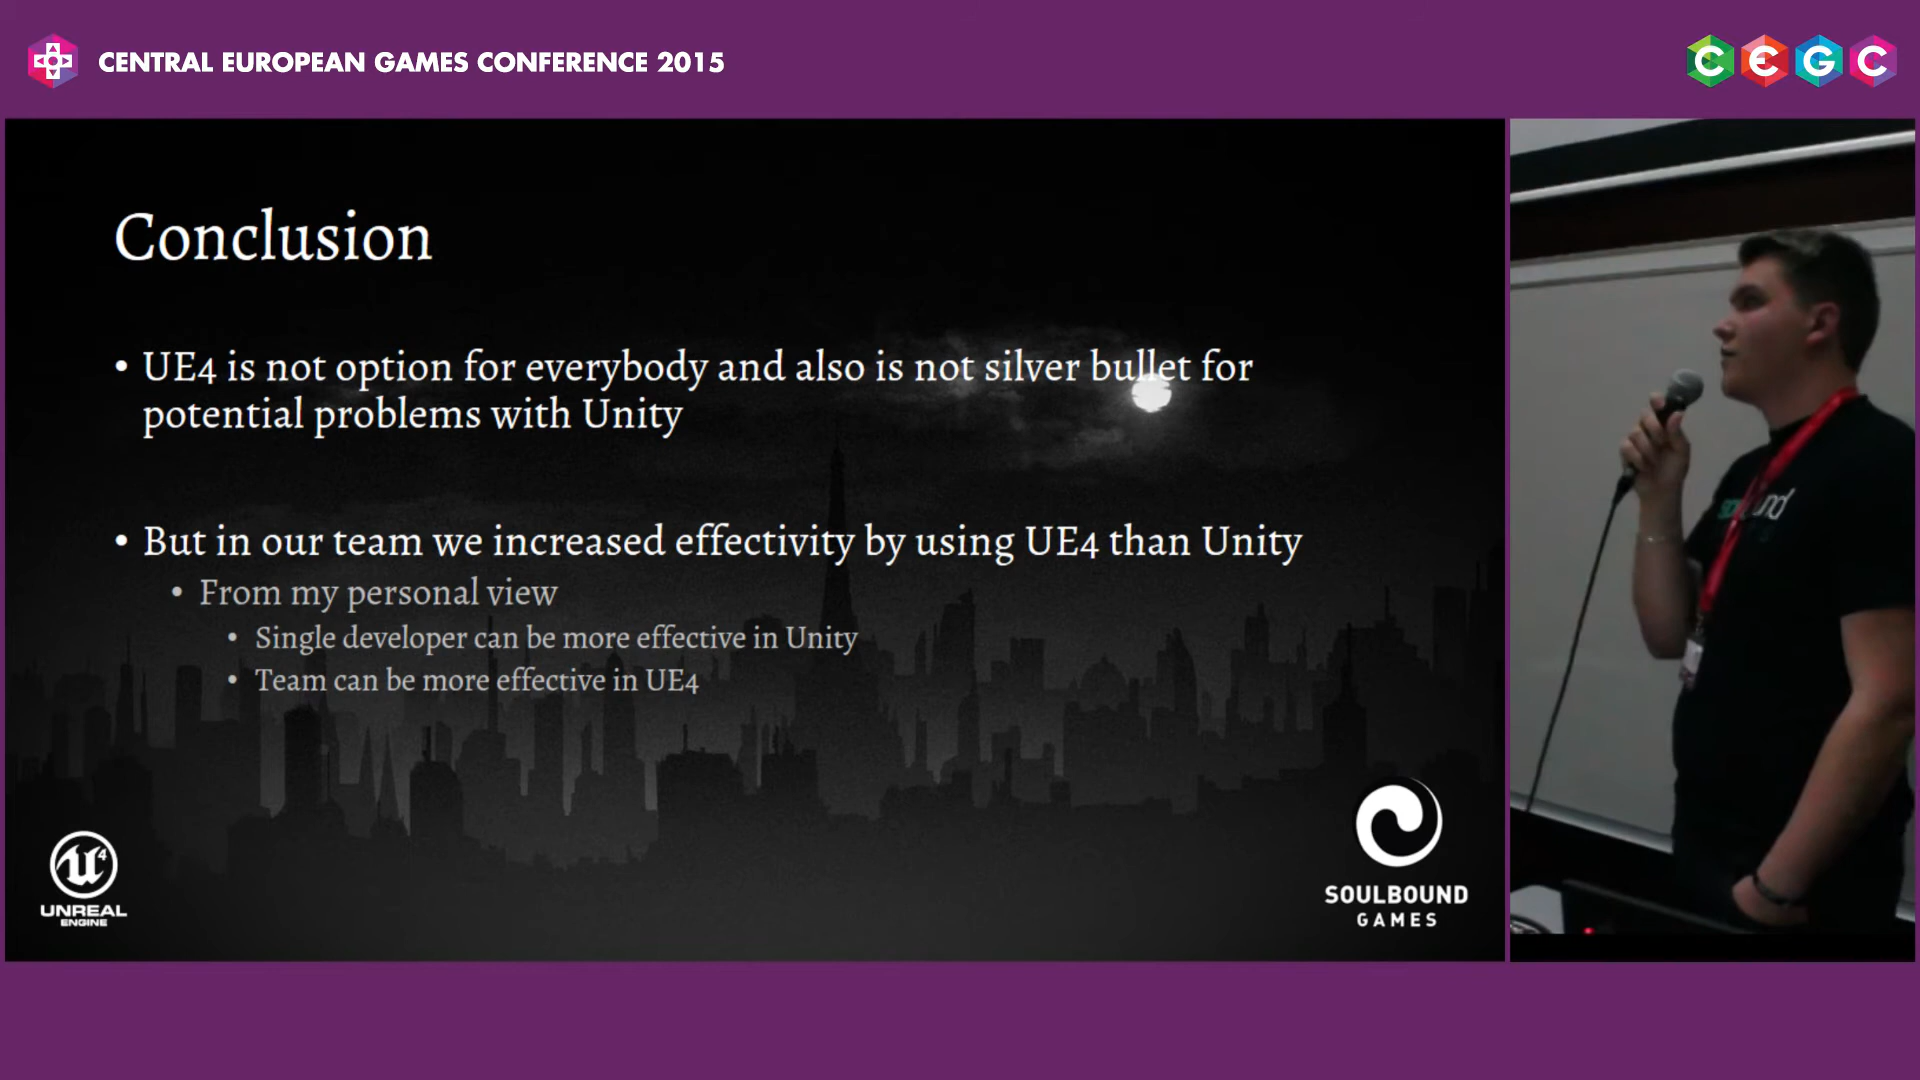 CENTRAL EUROPEAN GAMES CONFERENCE 2015
C E G C
Conclusion
• UE4 is not option for everybody and also is not silver bullet for
potential problems with Unity
• But in our team we increased effectivity by using UE4 than Unity
• From my personal view
• Single developer can be more effective in Unity
• Team can be more effective in UE4
U4
UNREAL
ENGINE
SOULBOUND
GAMES